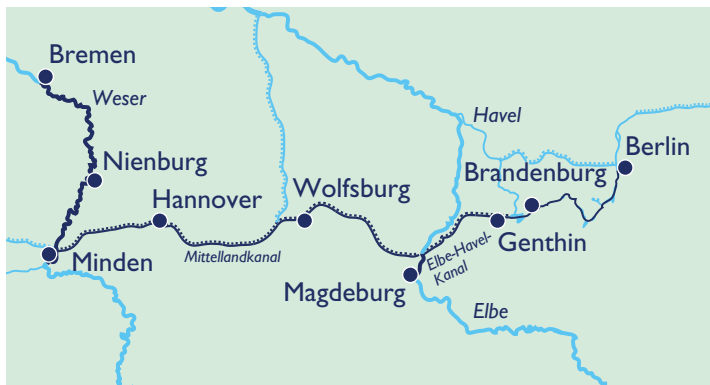 Bremen
Weser
Havel
Nienburg
Berlin
Hannover
Wolfsburg
Brandenburg
Minden
Mittellandkanal
Genthin
Elbe-Havel-
Kanal
Magdeburg
Elbe